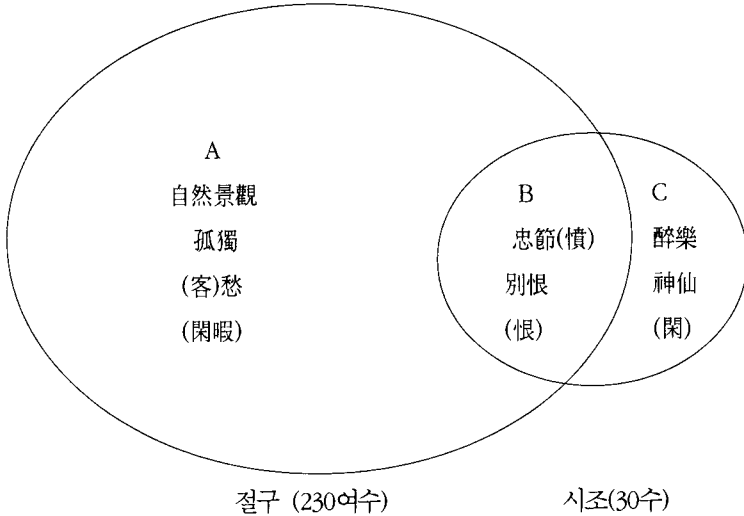 A
自然景觀
孤獨
(客)愁
(閑暇)
B
忠節(憤)
別恨
(恨)
C
醉樂
神仙
(閑)
절구 (230여수)
시조(30수)